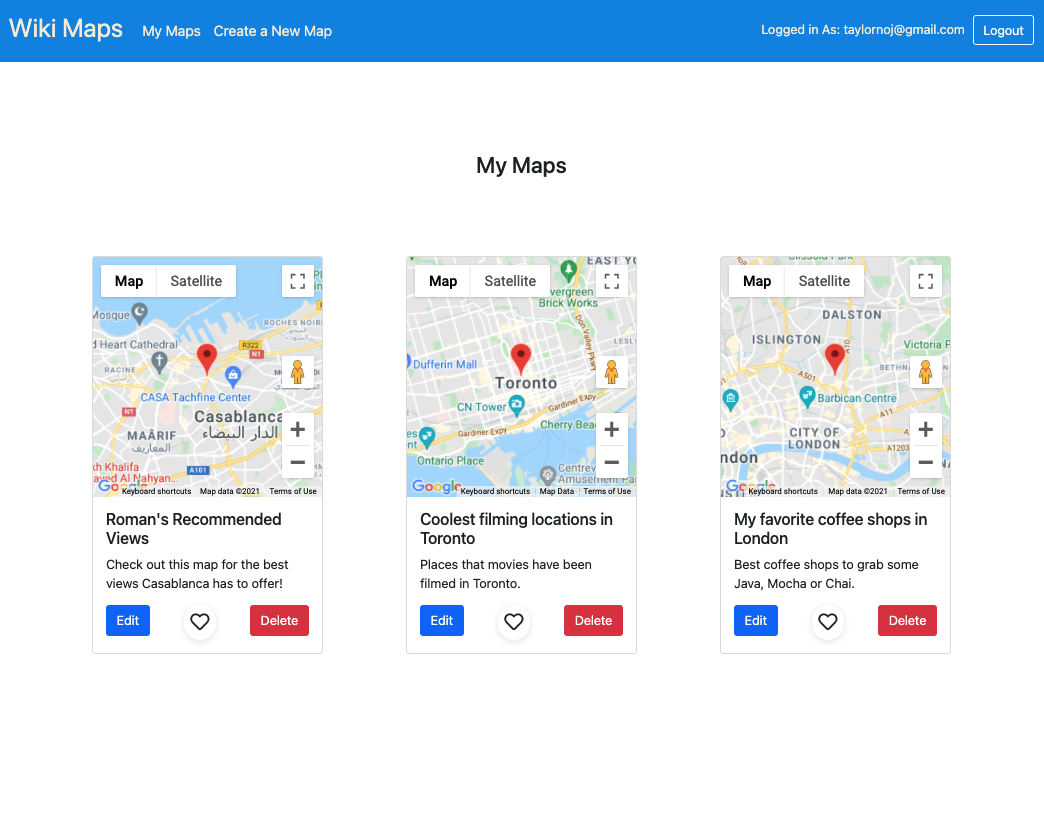 Wiki Maps My Maps Create a New Map Logged in As: taylornoj@gmail.com Logout
My Maps
Map Satellite
Mosque
ROCHES NOIR
d Heart Cathedral
R322
N1
RACINE
CASA Tachfine Center
N1
Casablanca
الدار البيضاء
MAÂRIF
المعاريف
kh Khalifa
A101
ayed Al Nahyan...
Google Keyboard shortcuts Map data ©2021 Terms of Use
Roman's Recommended
Views
Check out this map for the best
views Casablanca has to offer!
Edit Delete
Map Satellite
EAST YO
vergreen
Brick Works
Don Valley Pkwy
LESLI
Dufferin Mall
Toronto
CN Tower
Gardiner Expy
Gardiner Expy
Cherry Beac
Ontario Place
Centrev
Amusement Par
Google Keyboard shortcuts Map Data Terms of Use
Coolest filming locations in
Toronto
Places that movies have been
filmed in Toronto.
Edit Delete
Map Satellite
DALSTON
ISLINGTON
Victoria P
BETHN
A501
Barbican Centre
A11
CITY OF
LONDON
A1203
ndon
Google Keyboard shortcuts Map data ©2021 Terms of Use
My favorite coffee shops in
London
Best coffee shops to grab some
Java, Mocha or Chai.
Edit Delete